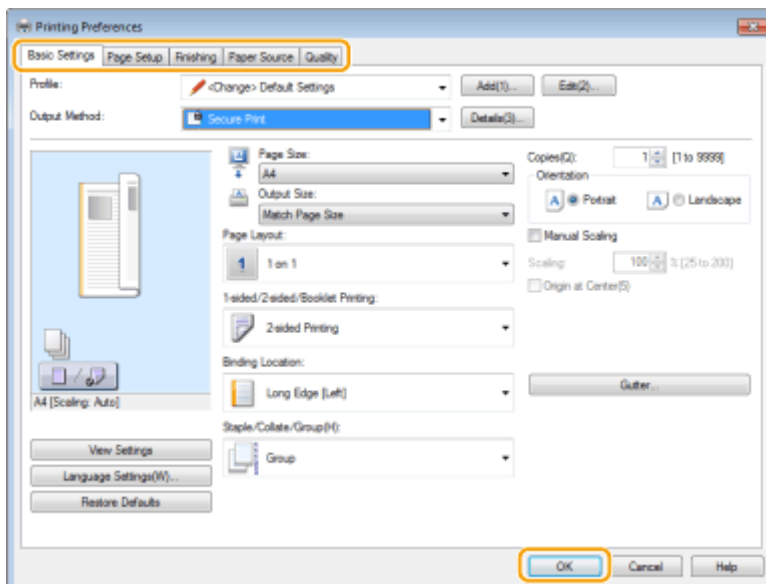 Printing Preferences
Basic Settings Page Setup Finishing Paper Source Quality
Profile: <Change> Default Settings Add(1)... Edit(2)...
Output Method: Secure Print Details(3)...
Page Size:
A4
Output Size:
Match Page Size
Page Layout:
1 1 on 1
1-sided/2-sided/Booklet Printing:
2-sided Printing
Binding Location:
Long Edge [Left]
Staple/Collate/Group(H):
Group
Copies(Q): 1 [1 to 9999]
Orientation
A Portrait A Landscape
Manual Scaling
Scaling: 100 % [25 to 200]
Origin at Center(5)
Gutter...
A4 [Scaling: Auto]
View Settings
Language Settings(W)...
Restore Defaults
OK Cancel Help